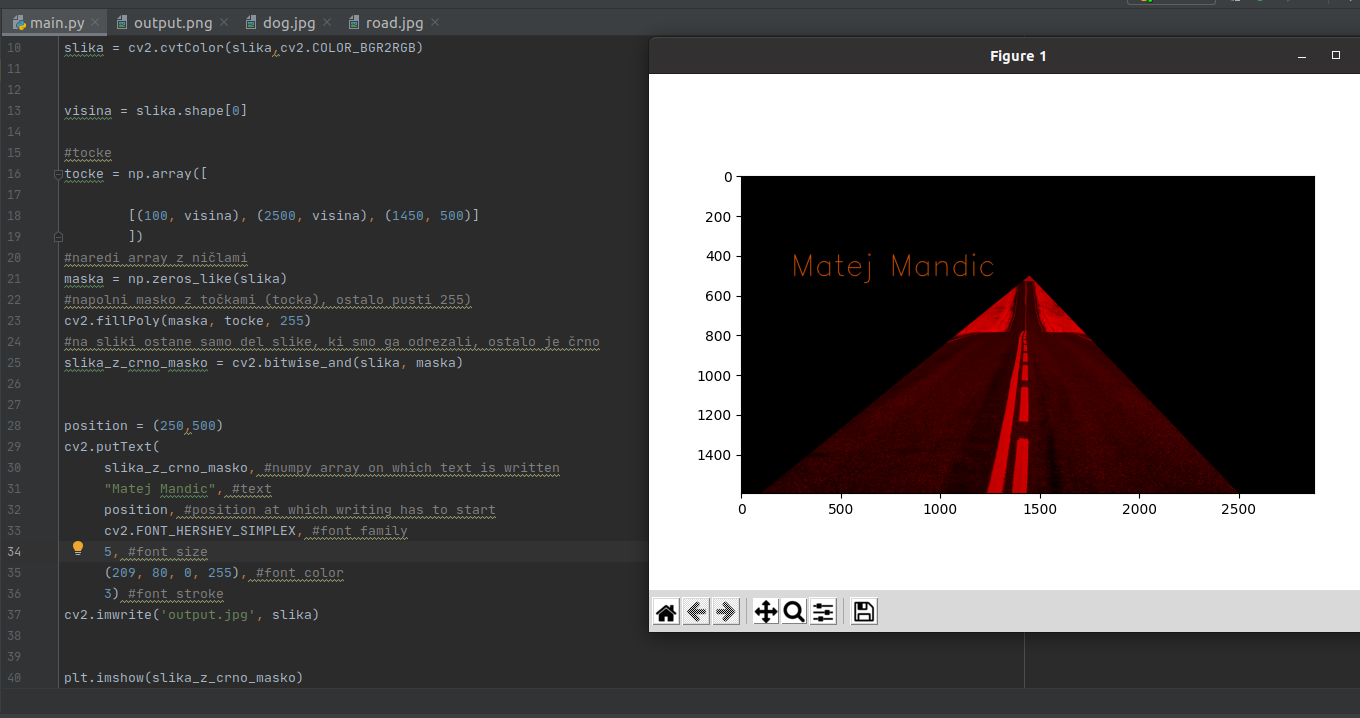 main.py output.png dog.jpg road.jpg
10 slika = cv2.cvtColor(slika,cv2.COLOR_BGR2RGB)
11
12
13 visina = slika.shape[0]
14
15 #tocke
16 tocke = np.array([
17
18 [(100, visina), (2500, visina), (1450, 500)]
19 ])
20 #naredi array z ničlami
21 maska = np.zeros_like(slika)
22 #napolni masko z točkami (tocka), ostalo pusti 255)
23 cv2.fillPoly(maska, tocke, 255)
24 #na sliki ostane samo del slike, ki smo ga odrezali, ostalo je črno
25 slika_z_crno_masko = cv2.bitwise_and(slika, maska)
26
27
28 position = (250,500)
29 cv2.putText(
30 slika_z_crno_masko, #numpy array on which text is written
31 "Matej Mandic", #text
32 position, #position at which writing has to start
33 cv2.FONT_HERSHEY_SIMPLEX, #font family
34 5, #font size
35 (209, 80, 0, 255), #font color
36 3) #font stroke
37 cv2.imwrite('output.jpg', slika)
38
39
40 plt.imshow(slika_z_crno_masko)
Figure 1
0
200
400
600
800
1000
1200
1400
Matej Mandic
0 500 1000 1500 2000 2500